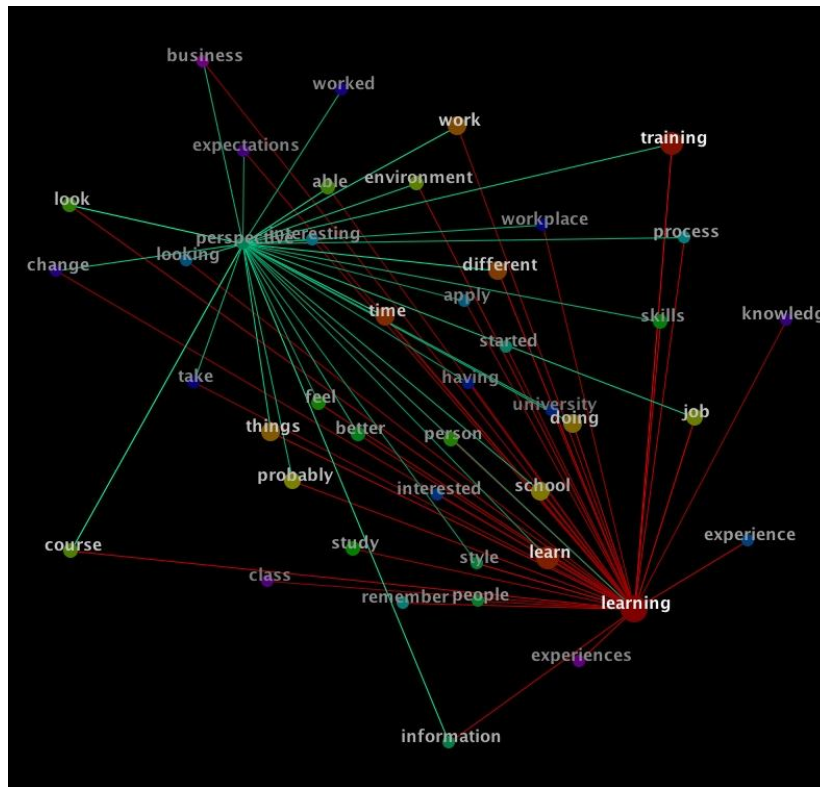 business
worked
work
training
expectations
able
environment
look
workplace
perspective
interesting
process
looking
change
different
apply
time
skills
knowledg
started
take
having
feel
university
job
things
better
person
doing
probably
interested
school
course
study
style
learn
experience
class
remember
people
learning
experiences
information